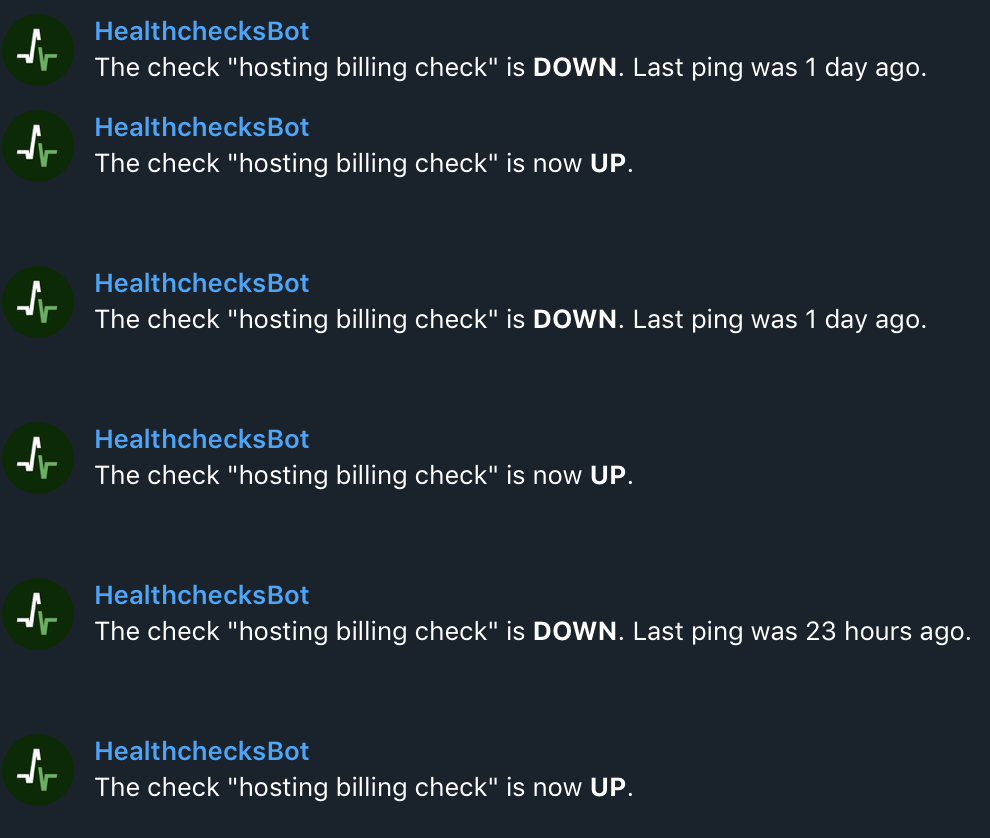 HealthchecksBot
The check "hosting billing check" is DOWN. Last ping was 1 day ago.
HealthchecksBot
The check "hosting billing check" is now UP.
HealthchecksBot
The check "hosting billing check" is DOWN. Last ping was 1 day ago.
HealthchecksBot
The check "hosting billing check" is now UP.
HealthchecksBot
The check "hosting billing check" is DOWN. Last ping was 23 hours ago.
HealthchecksBot
The check "hosting billing check" is now UP.